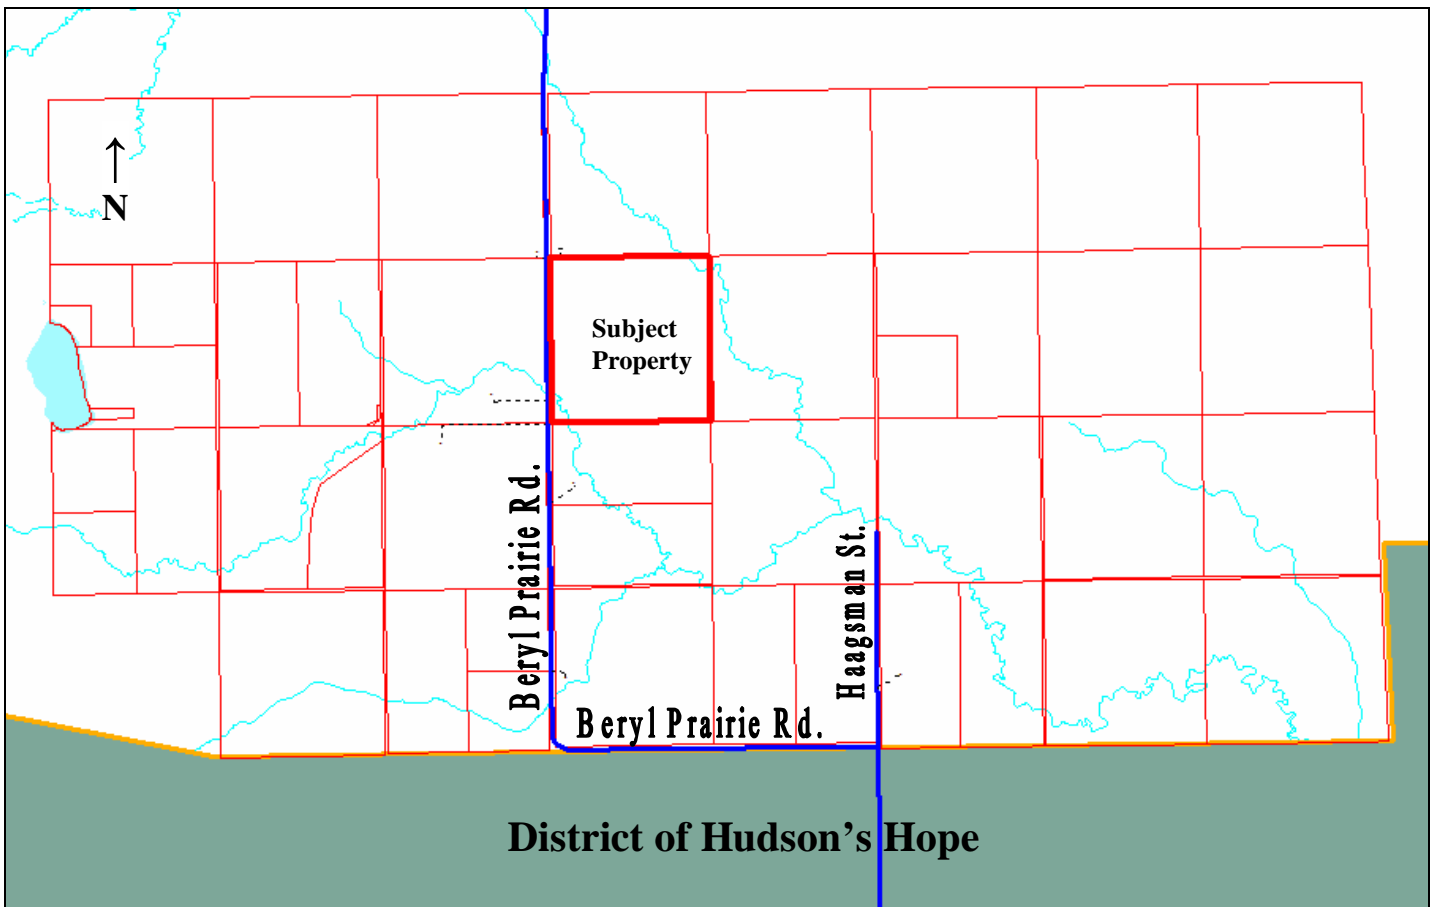 N
Subject
Property
Beryl Prairie Rd.
Haagsman St.
Beryl Prairie Rd.
District of Hudson’s Hope